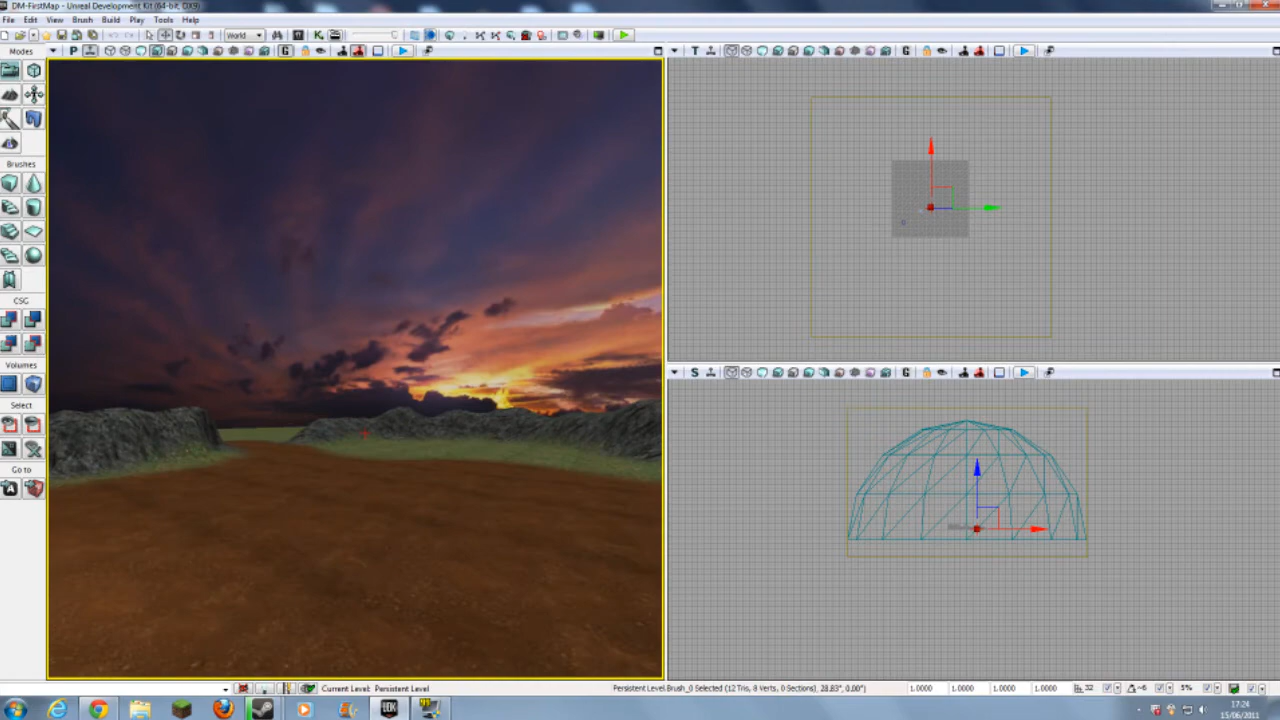 DM-FirstMap - Unreal Development Kit (64-bit, DX9)
File Edit View Brush Build Play Tools Help
World
Modes P G T G
Brushes
CSG
Volumes
S G
Select
Go to
Current Level: Persistent Level Persistent Level.Brush_0 Selected (12 Tris, 8 Verts, 0 Sections), 28.83°, 0.00°) 1.0000 1.0000 1.0000 1.0000 32 ~6 5%
17:24
15/06/2011